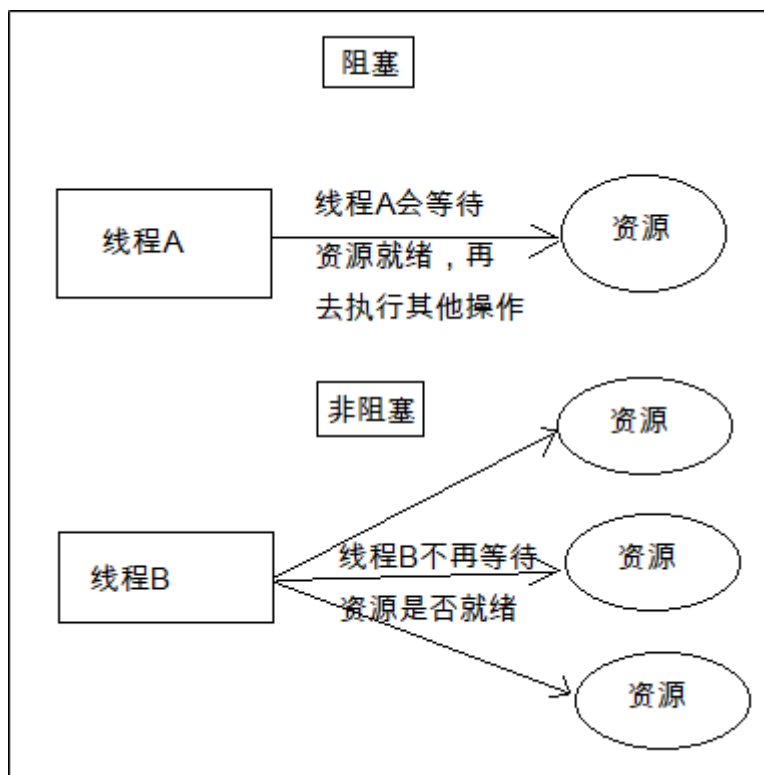 阻塞
线程A
线程A会等待
资源就绪，再
去执行其他操作
资源
非阻塞
资源
线程B
线程B不再等待
资源是否就绪
资源
资源